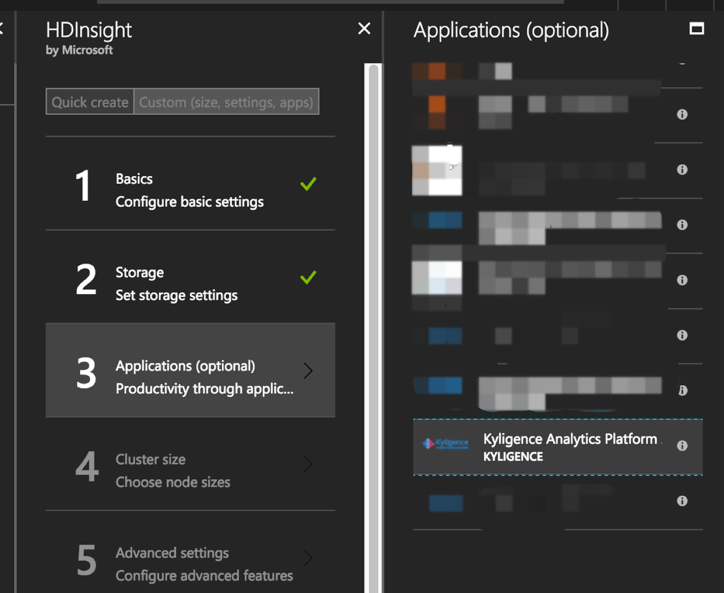 HDInsight
by Microsoft
Quick create
Custom (size, settings, apps)
1
Basics
Configure basic settings
2
Storage
Set storage settings
3
Applications (optional)
Productivity through applic...
4
Cluster size
Choose node sizes
5
Advanced settings
Configure advanced features
Applications (optional)
Kyligence
Kyligence Analytics Platform
KYLIGENCE